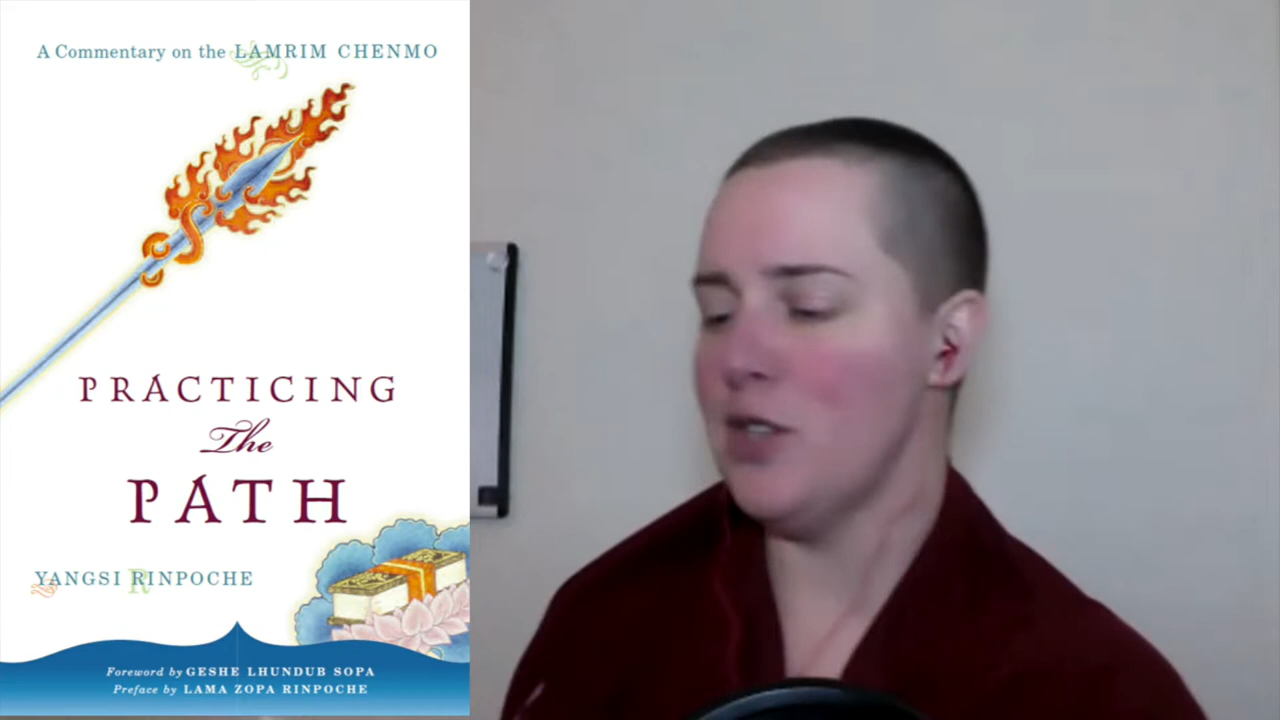 A Commentary on the LAMRIM CHENMO
PRACTICING
The
PATH
YANGSI RINPOCHE
Foreword by GESHE LHUNDUB SOPA
Preface by LAMA ZOPA RINPOCHE